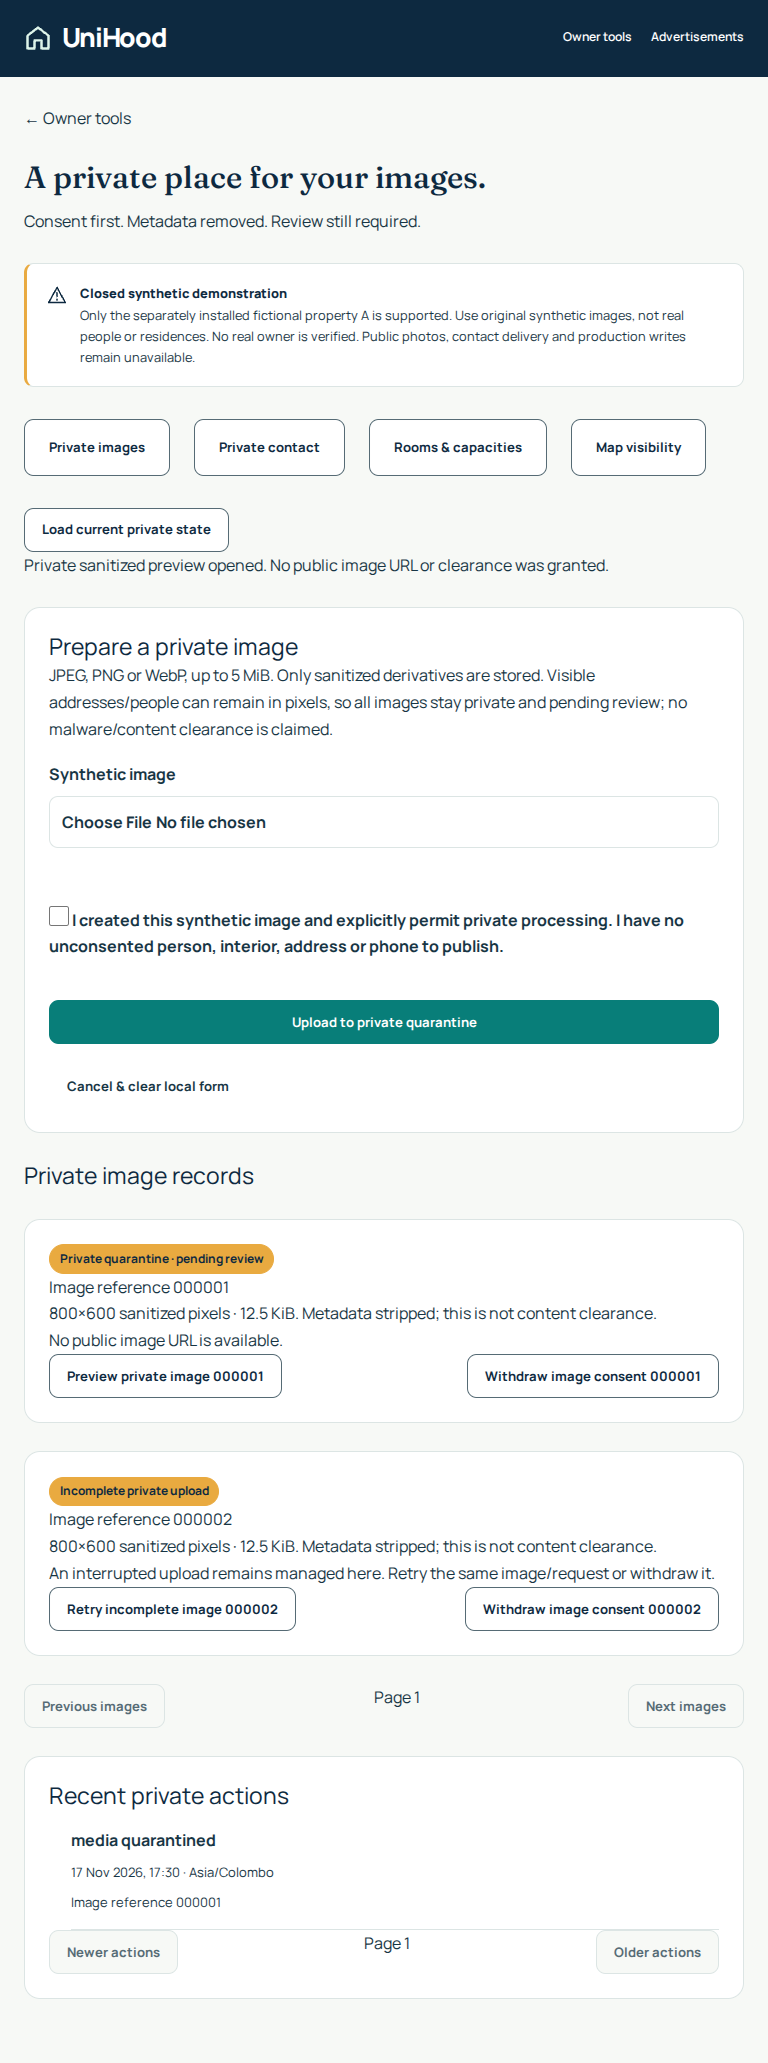 UniHood
Owner tools
Advertisements
← Owner tools
A private place for your images.
Consent first. Metadata removed. Review still required.
Closed synthetic demonstration
Only the separately installed fictional property A is supported. Use original synthetic images, not real
people or residences. No real owner is verified. Public photos, contact delivery and production writes
remain unavailable.
Private images
Private contact
Rooms & capacities
Map visibility
Load current private state
Private sanitized preview opened. No public image URL or clearance was granted.
Prepare a private image
JPEG, PNG or WebP, up to 5 MiB. Only sanitized derivatives are stored. Visible
addresses/people can remain in pixels, so all images stay private and pending review; no
malware/content clearance is claimed.
Synthetic image
Choose File No file chosen
I created this synthetic image and explicitly permit private processing. I have no
unconsented person, interior, address or phone to publish.
Upload to private quarantine
Cancel & clear local form
Private image records
Private quarantine · pending review
Image reference 000001
800×600 sanitized pixels · 12.5 KiB. Metadata stripped; this is not content clearance.
No public image URL is available.
Preview private image 000001
Withdraw image consent 000001
Incomplete private upload
Image reference 000002
800×600 sanitized pixels · 12.5 KiB. Metadata stripped; this is not content clearance.
An interrupted upload remains managed here. Retry the same image/request or withdraw it.
Retry incomplete image 000002
Withdraw image consent 000002
Previous images
Page 1
Next images
Recent private actions
media quarantined
17 Nov 2026, 17:30 · Asia/Colombo
Image reference 000001
Newer actions
Page 1
Older actions